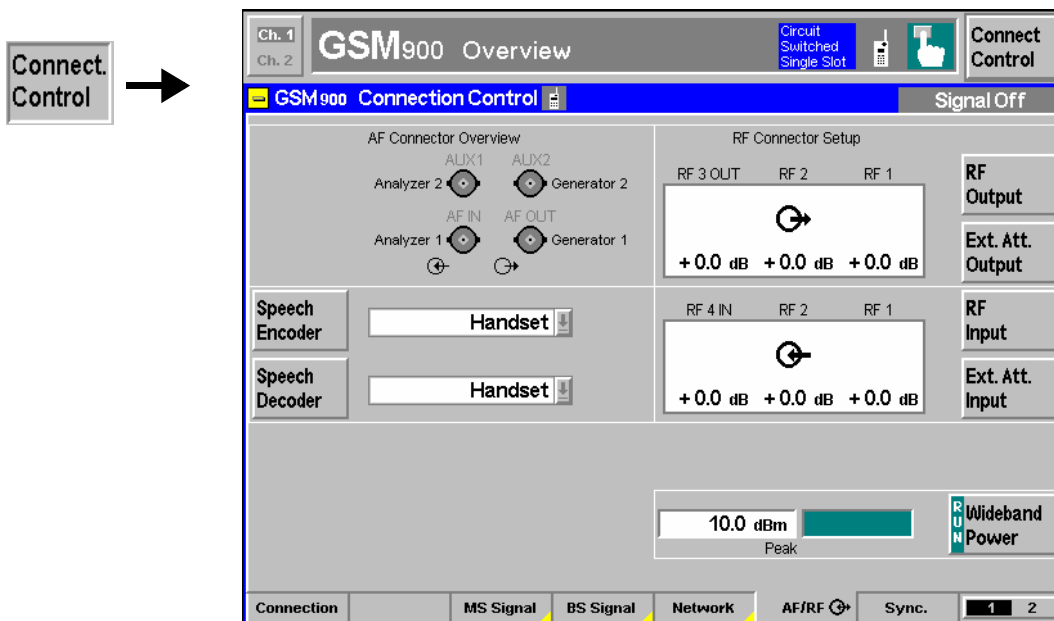 Connect.
Control
Ch. 1
Ch. 2
GSM900 Overview
Circuit
Switched
Single Slot
Connect
Control
GSM900 Connection Control
Signal Off
AF Connector Overview
AUX1 AUX2
Analyzer 2 Generator 2
AF IN AF OUT
Analyzer 1 Generator 1
RF Connector Setup
RF 3 OUT RF 2 RF 1
+ 0.0 dB + 0.0 dB + 0.0 dB
RF
Output
Ext. Att.
Output
Speech
Encoder
Handset
Speech
Decoder
Handset
RF 4 IN RF 2 RF 1
+ 0.0 dB + 0.0 dB + 0.0 dB
RF
Input
Ext. Att.
Input
10.0 dBm
Peak
RUN
Wideband
Power
Connection MS Signal BS Signal Network AF/RF Sync. 1 2